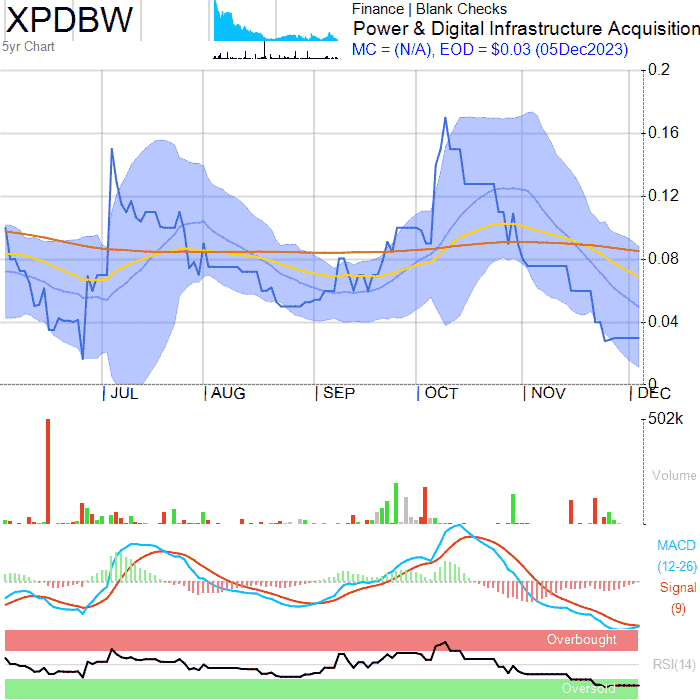 XPDBW
5yr Chart
Finance | Blank Checks
Power & Digital Infrastructure Acquisition
MC = (N/A), EOD = $0.03 (05Dec2023)
0.2
0.16
0.12
0.08
0.04
0
JUL AUG SEP OCT NOV DEC
502k
Volume
MACD
(12-26)
Signal
(9)
Overbought
RSI(14)
Oversold